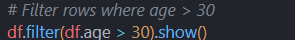 # Filter rows where age > 30
df.filter(df.age > 30).show()